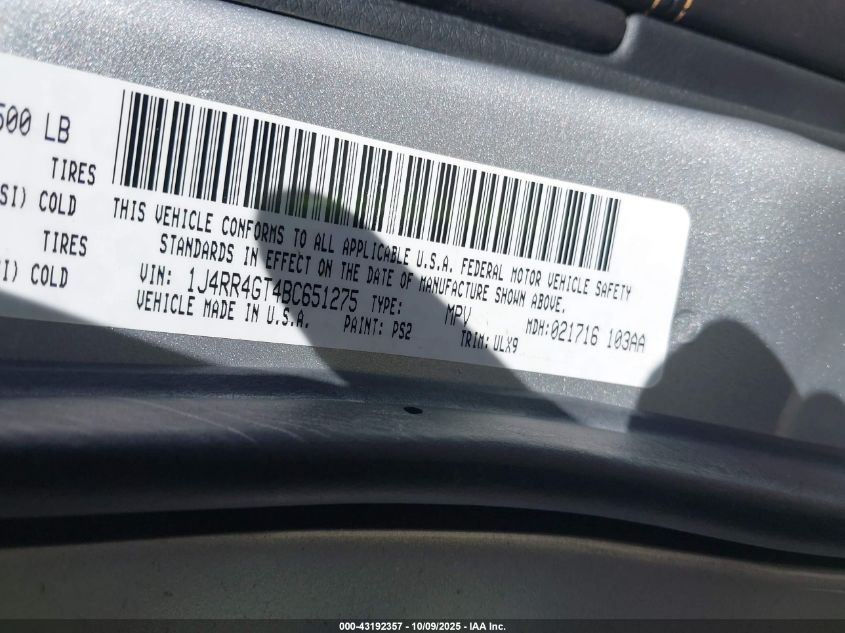 500 LB
TIRES
SI) COLD
TIRES
I) COLD
THIS VEHICLE CONFORMS TO ALL APPLICABLE U.S.A. FEDERAL MOTOR VEHICLE SAFETY
STANDARDS IN EFFECT ON THE DATE OF MANUFACTURE SHOWN ABOVE.
VIN: 1J4RR4GT4BC651275 TYPE: MPV MDH:021716 103AA
VEHICLE MADE IN U.S.A. PAINT: PS2 TRIM: ULX9
000-43192357 - 10/09/2025 - IAA Inc.